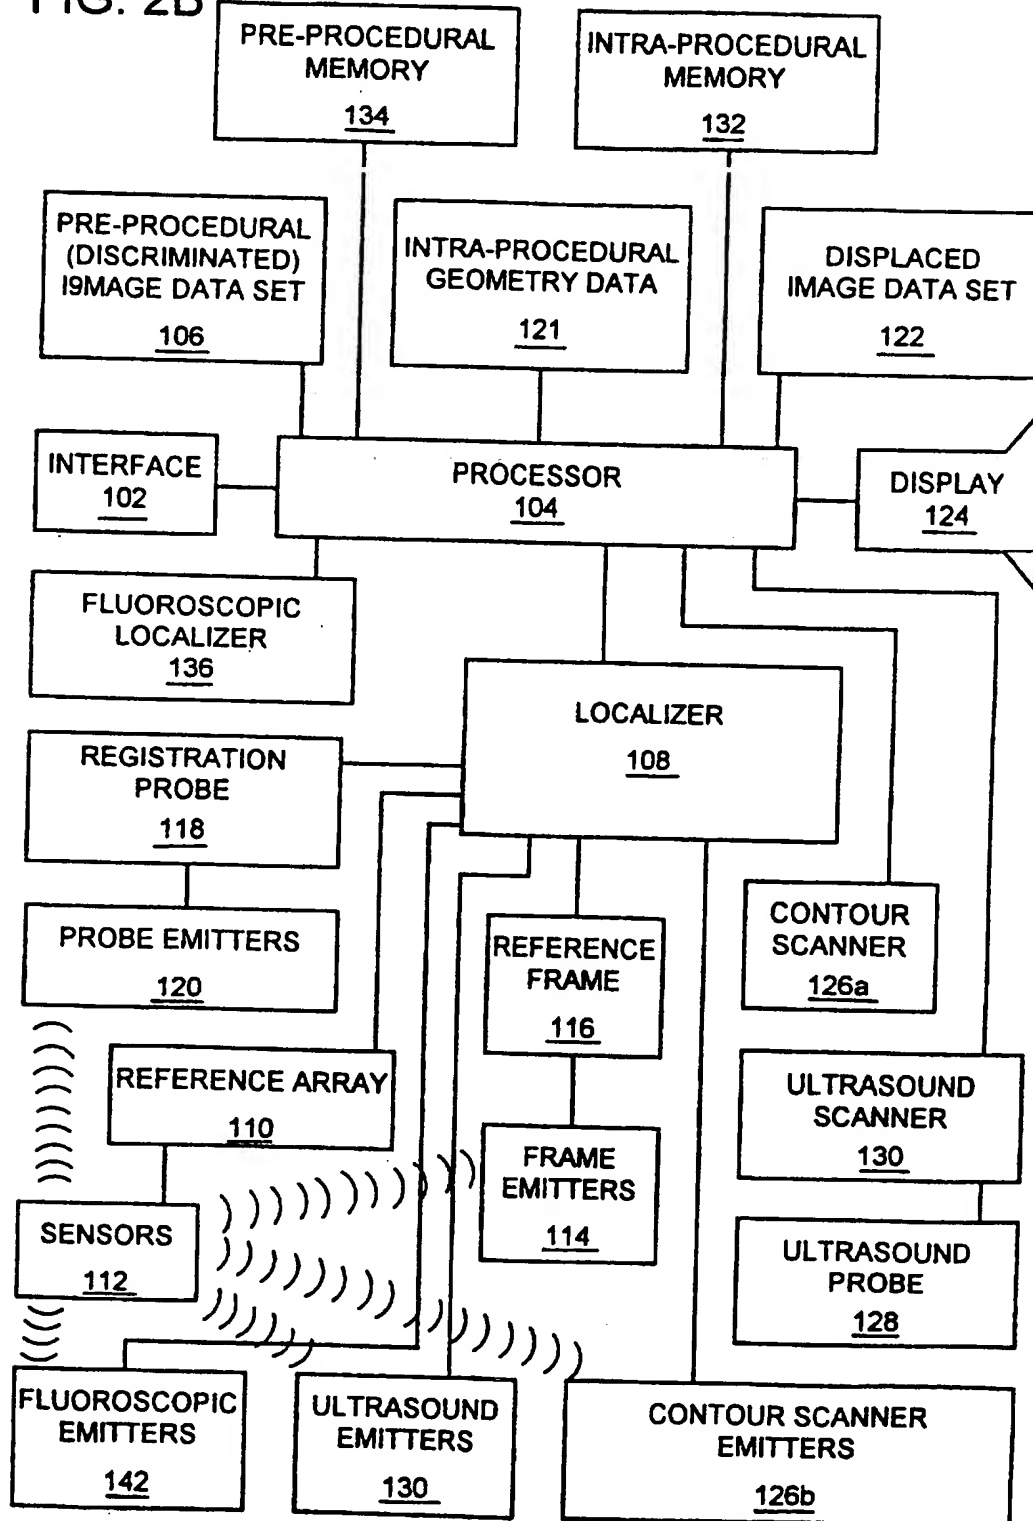 FIG. 2B
PRE-PROCEDURAL
MEMORY
134
INTRA-PROCEDURAL
MEMORY
132
PRE-PROCEDURAL
(DISCRIMINATED)
I9MAGE DATA SET
106
INTRA-PROCEDURAL
GEOMETRY DATA
121
DISPLACED
IMAGE DATA SET
122
INTERFACE
102
PROCESSOR
104
DISPLAY
124
FLUOROSCOPIC
LOCALIZER
136
LOCALIZER
108
REGISTRATION
PROBE
118
PROBE EMITTERS
120
REFERENCE
FRAME
116
CONTOUR
SCANNER
126a
REFERENCE ARRAY
110
ULTRASOUND
SCANNER
130
FRAME
EMITTERS
114
SENSORS
112
ULTRASOUND
PROBE
128
FLUOROSCOPIC
EMITTERS
142
ULTRASOUND
EMITTERS
130
CONTOUR SCANNER
EMITTERS
126b